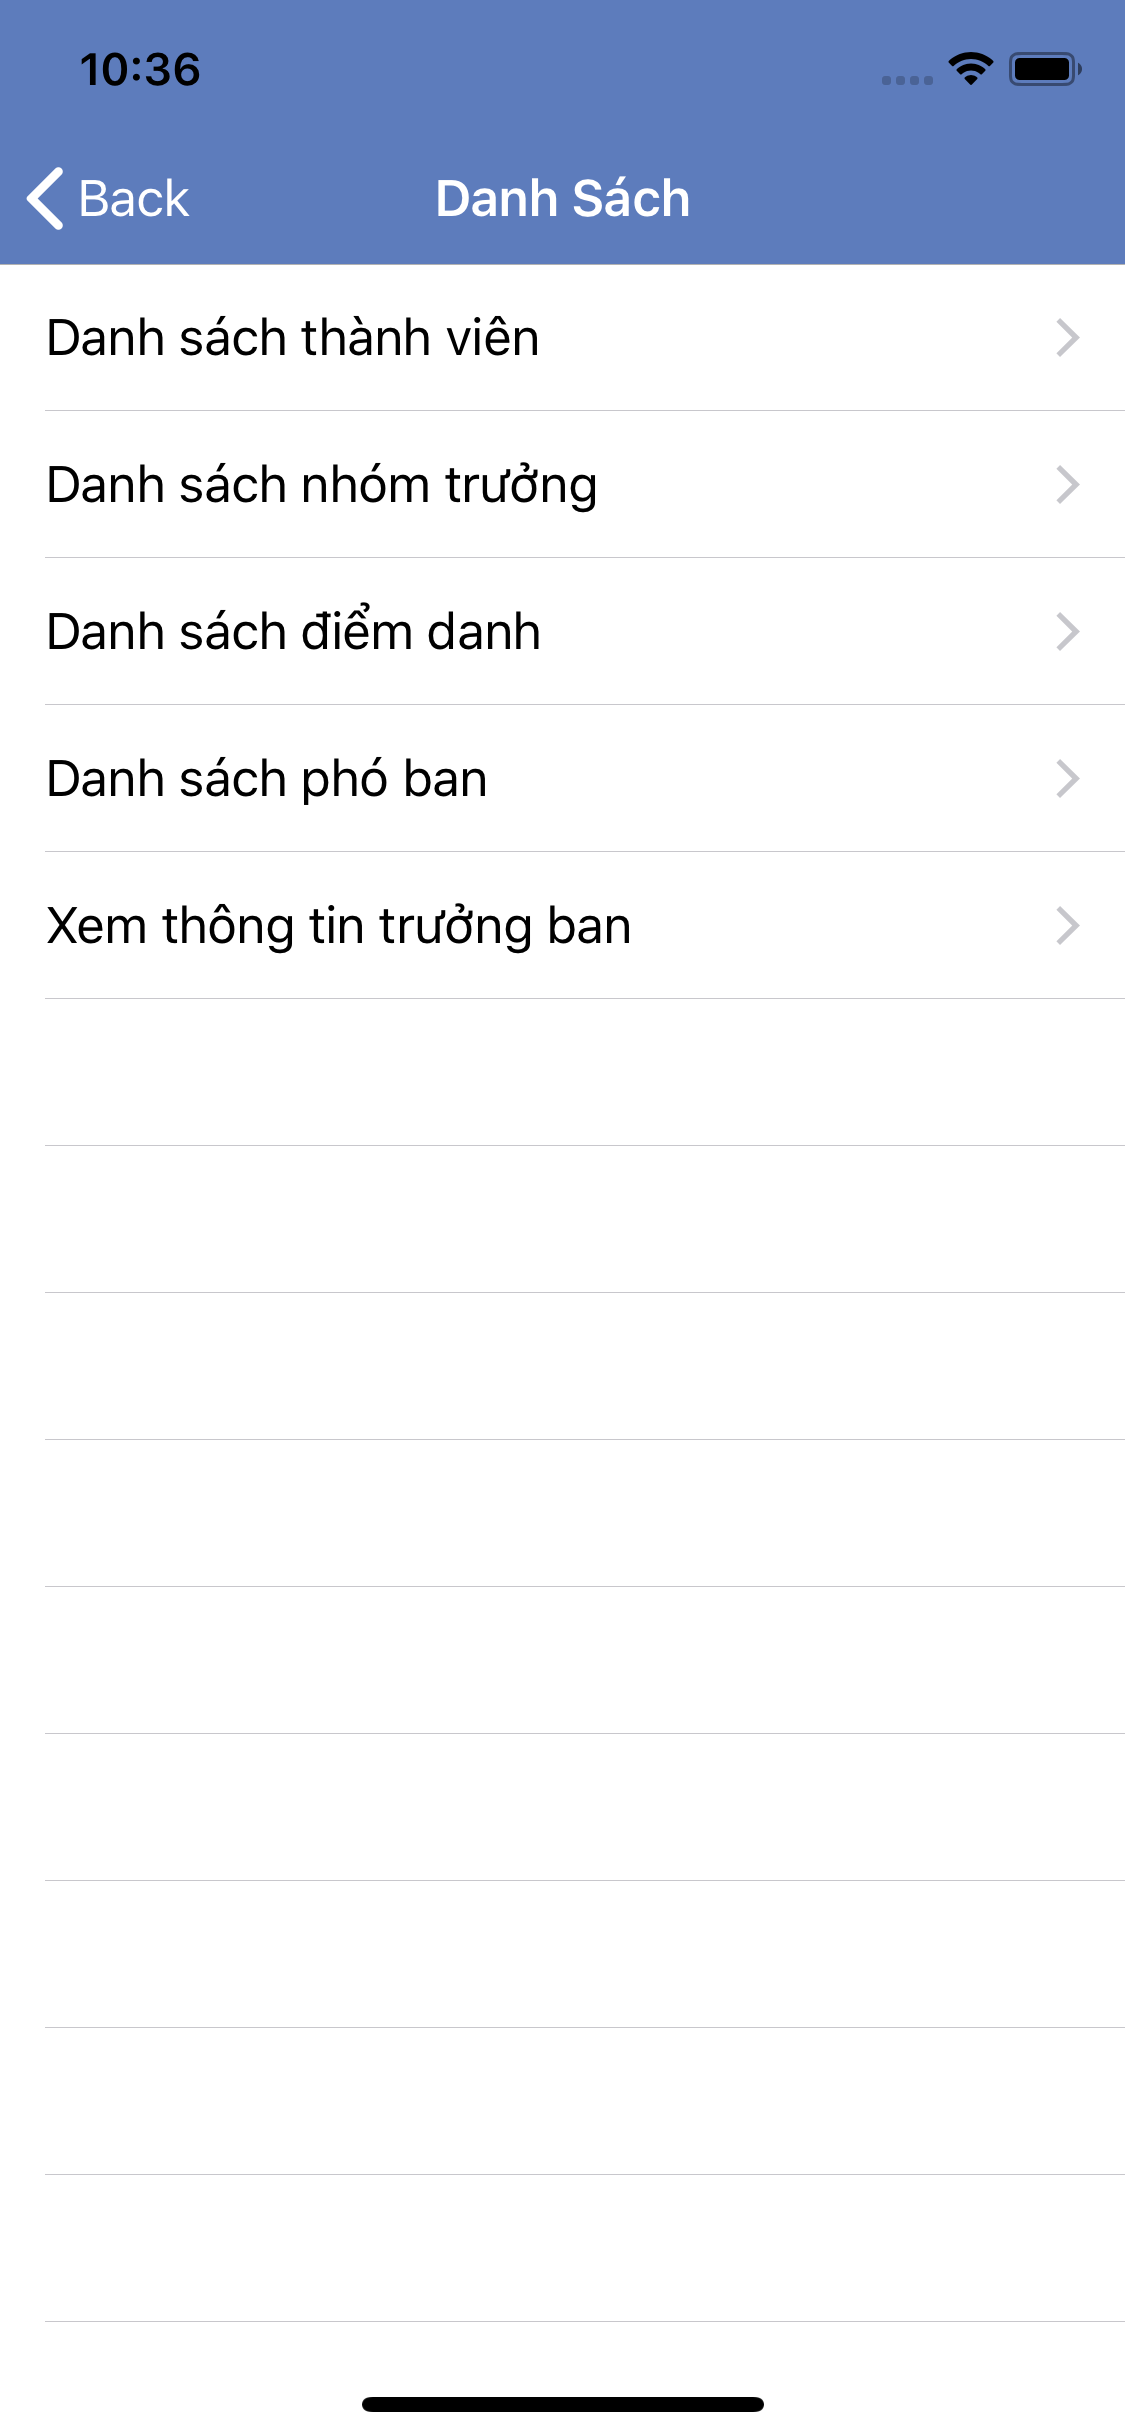 10:36
Back
Danh Sách
Danh sách thành viên
Danh sách nhóm trưởng
Danh sách điểm danh
Danh sách phó ban
Xem thông tin trưởng ban